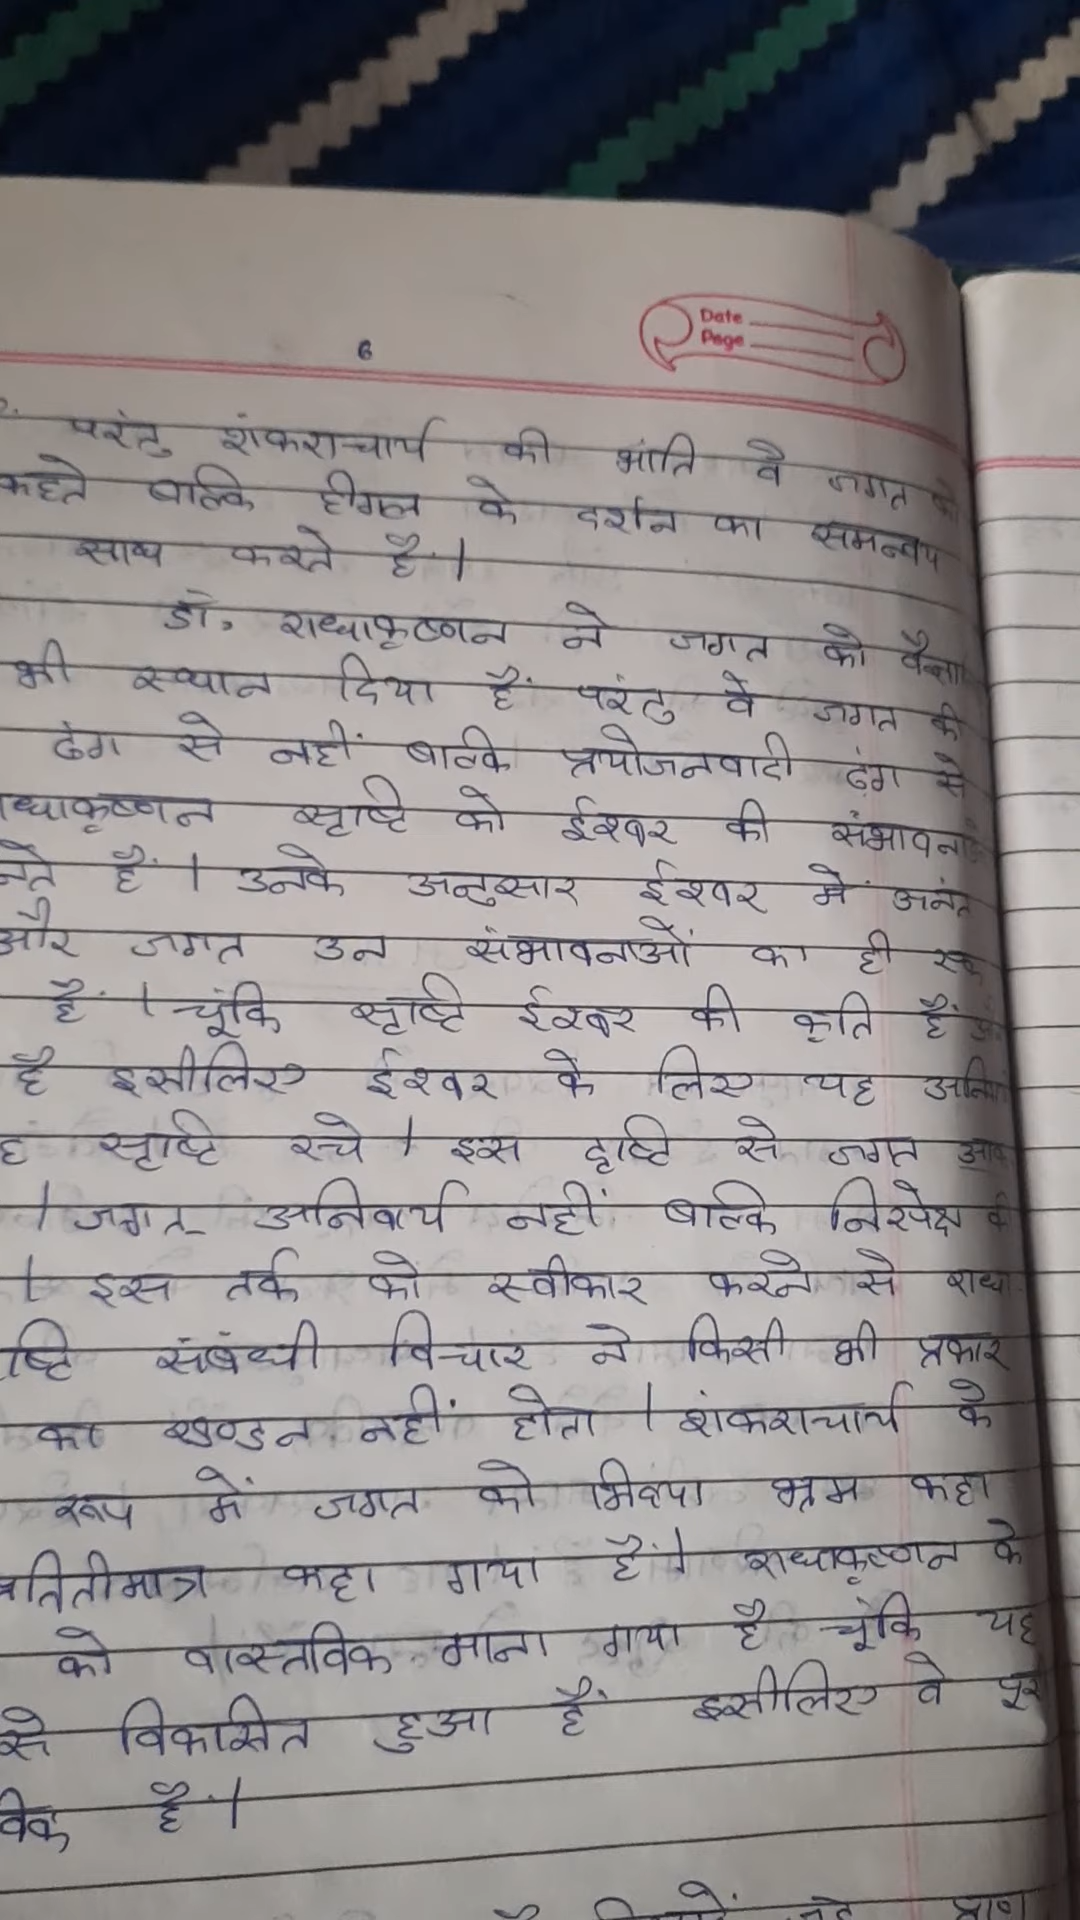 6
Date
Page
परंतु शंकराचार्य की भांति वे जगत को
कहते बल्कि हीगल के दर्शन का समन्वय
साथ करते हैं।
डॉ. राधाकृष्णन ने जगत को
भी स्थान दिया हैं परंतु वे जगत की
ढंग से नहीं बल्कि प्रयोजनवादी ढ़ंग से
सृष्टि को ईश्वर की
हैं। उनके अनुसार ईश्वर में अनंत
और जगत उन संभावनाओं का ही
हैं। चूंकि सृष्टि ईश्वर की कृति हैं
है इसीलिए ईश्वर के लिए यह
सृष्टि रचे। इस दृष्टि से जगत
। जगत अनिवार्य नहीं बल्कि निरपेक्ष की
। इस तर्क को स्वीकार करने से
संबंधी विचार ने किसी भी प्रकार
का खण्डन नहीं होता। शंकराचार्य के
रूप में जगत को मिथ्या भ्रम कहा
कहा गया हैं। राधाकृष्णन के
को वास्तविक माना गया है चूंकि यह
से विकासित हुआ हैं इसीलिए वे
हैं।